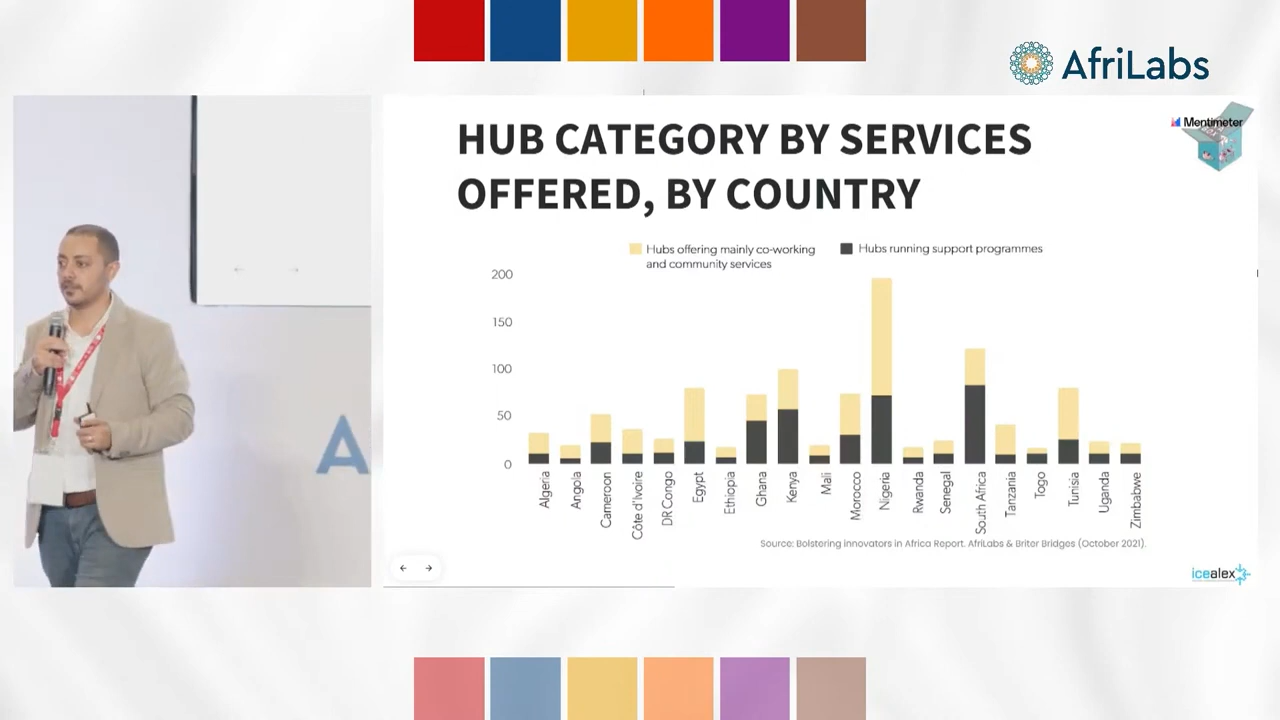 AfriLabs
Mentimeter
HUB CATEGORY BY SERVICES
OFFERED, BY COUNTRY
Hubs offering mainly co-working
and community services
Hubs running support programmes
200
150
100
50
0
Algeria
Angola
Cameroon
Côte d'Ivoire
DR Congo
Egypt
Ethiopia
Ghana
Kenya
Mali
Morocco
Nigeria
Rwanda
Senegal
South Africa
Tanzania
Togo
Tunisia
Uganda
Zimbabwe
Source: Bolstering innovators in Africa Report. AfriLabs & Briter Bridges (October 2021).
icealex
A